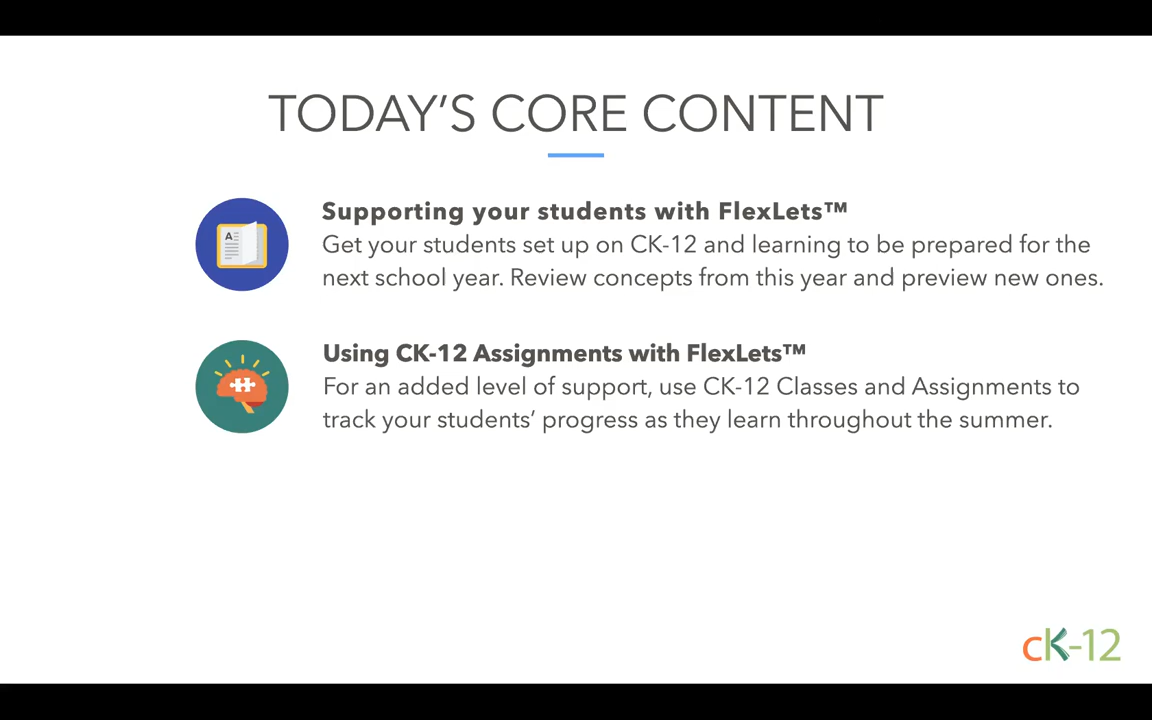 TODAY'S CORE CONTENT
Supporting your students with FlexLets™
Get your students set up on CK-12 and learning to be prepared for the
next school year. Review concepts from this year and preview new ones.
A
Using CK-12 Assignments with FlexLets™
For an added level of support, use CK-12 Classes and Assignments to
track your students' progress as they learn throughout the summer.
cK-12